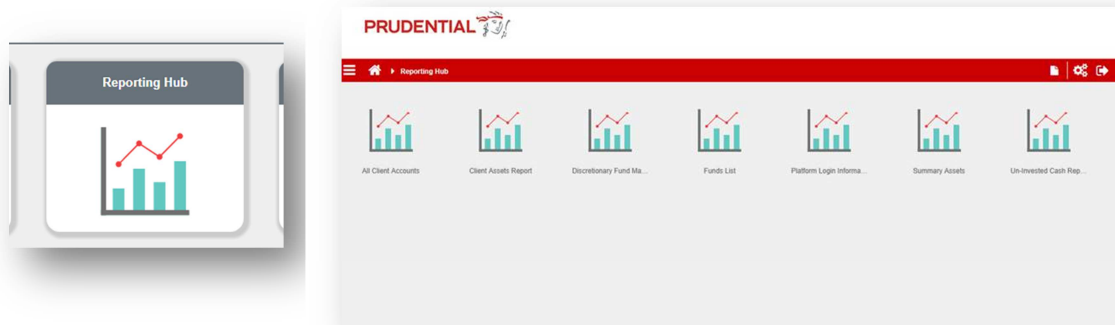 Reporting Hub
PRUDENTIAL
Reporting Hub
All Client Accounts
Client Assets Report
Discretionary Fund Ma...
Funds List
Platform Login Informa...
Summary Assets
Un-Invested Cash Rep...